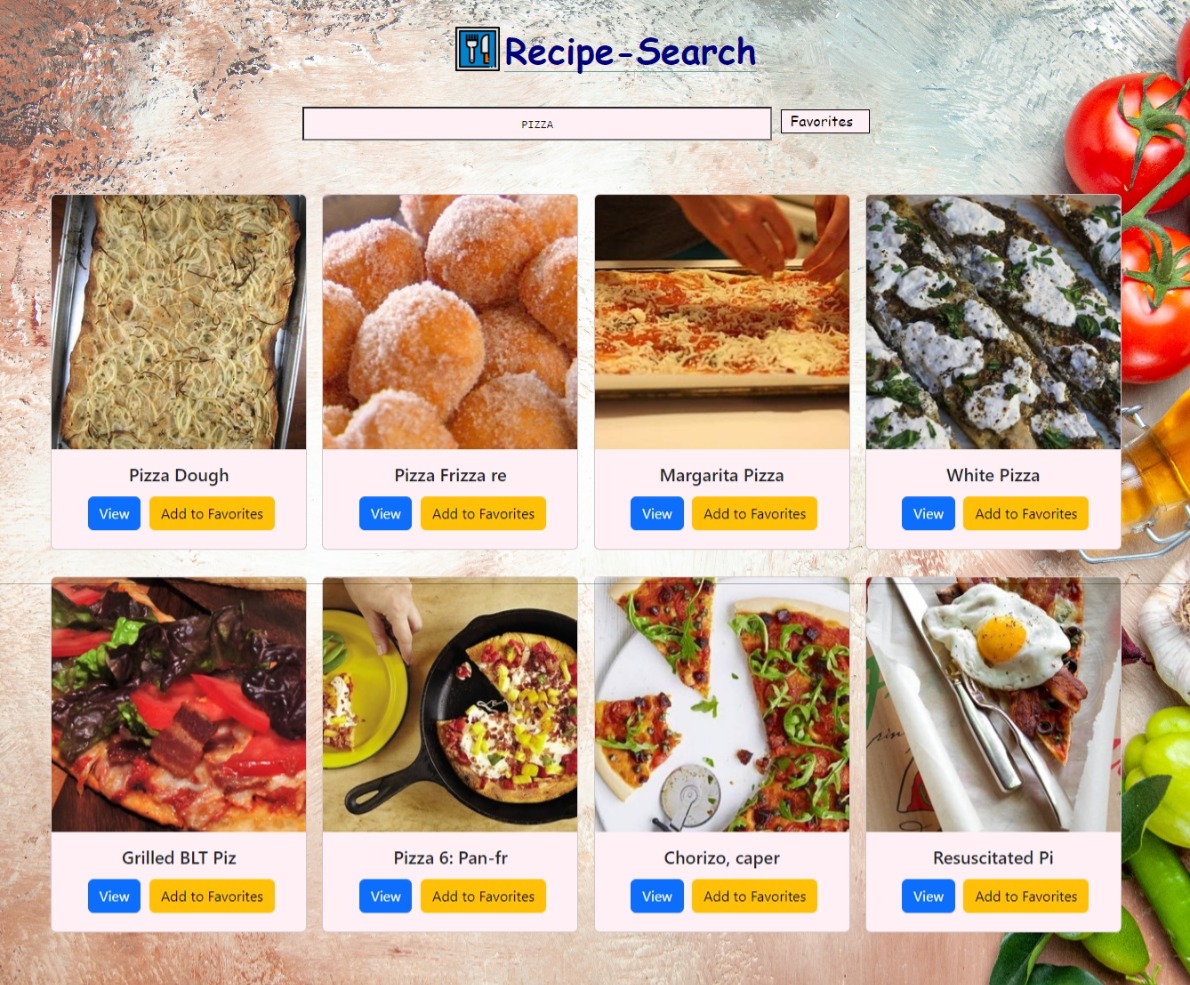 Recipe-Search
PIZZA
Favorites
Pizza Dough
View
Add to Favorites
Pizza Frizza re
View
Add to Favorites
Margarita Pizza
View
Add to Favorites
White Pizza
View
Add to Favorites
Grilled BLT Piz
View
Add to Favorites
Pizza 6: Pan-fr
View
Add to Favorites
Chorizo, caper
View
Add to Favorites
Resuscitated Pi
View
Add to Favorites